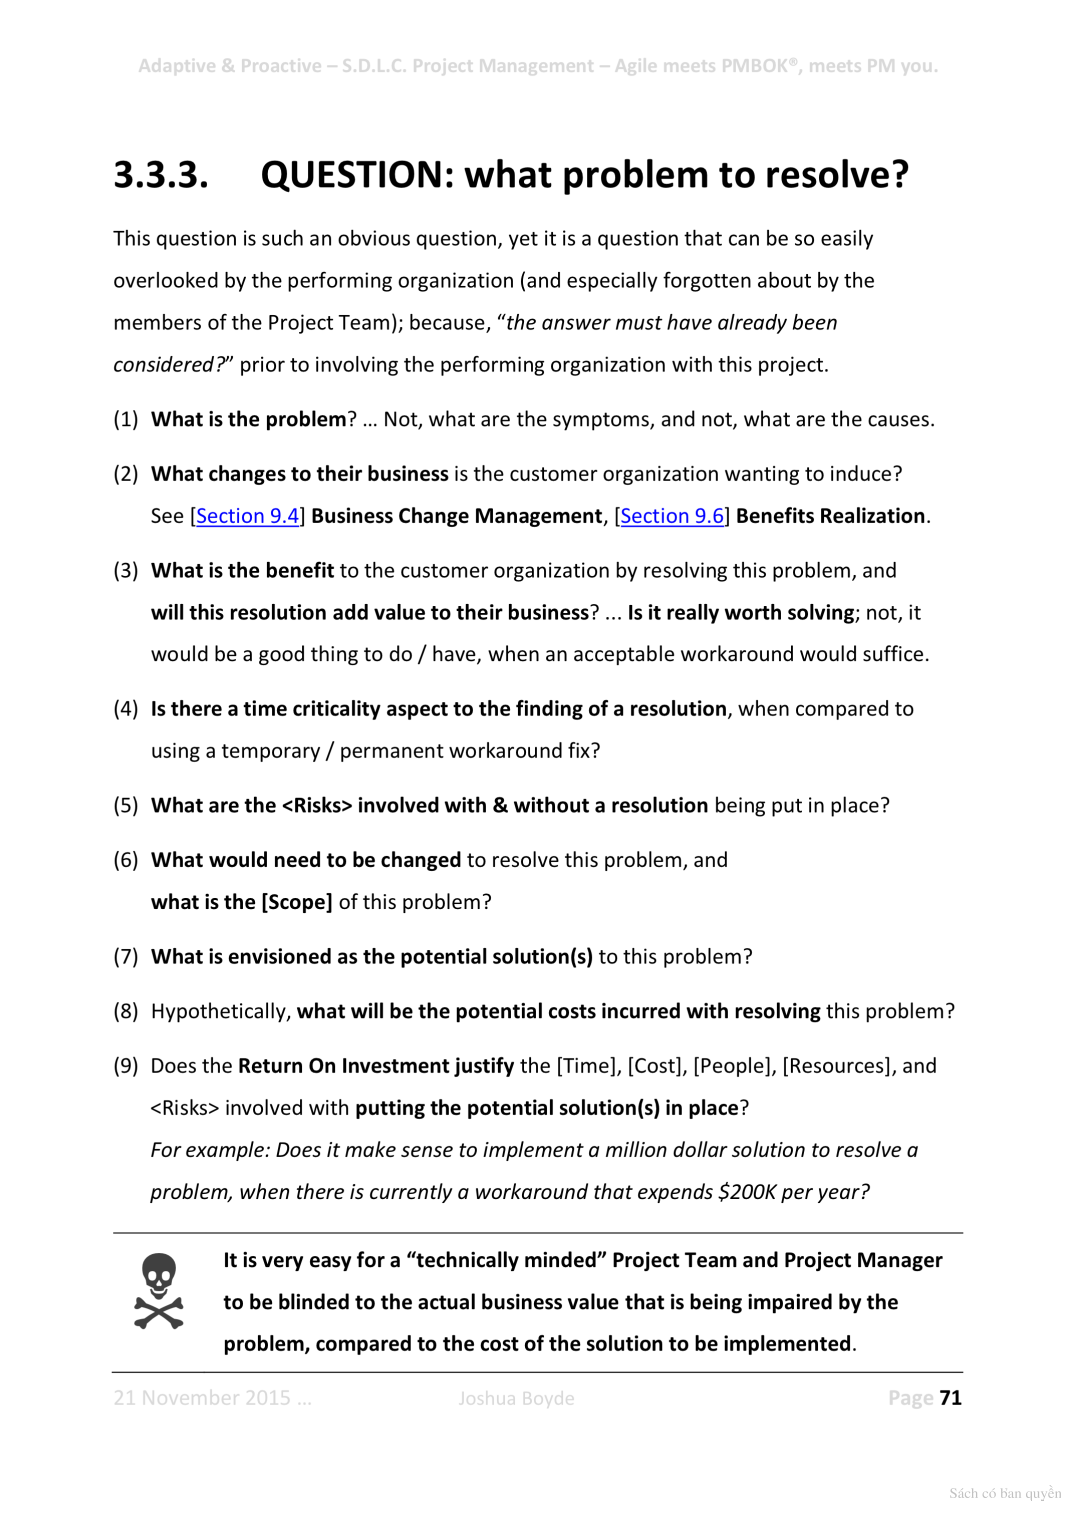 Adaptive & Proactive – S.D.L.C. Project Management – Agile meets PMBOK®, meets PM you.
3.3.3. QUESTION: what problem to resolve?
This question is such an obvious question, yet it is a question that can be so easily
overlooked by the performing organization (and especially forgotten about by the
members of the Project Team); because, “the answer must have already been
considered?” prior to involving the performing organization with this project.
(1) What is the problem? … Not, what are the symptoms, and not, what are the causes.
(2) What changes to their business is the customer organization wanting to induce?
See [Section 9.4] Business Change Management, [Section 9.6] Benefits Realization.
(3) What is the benefit to the customer organization by resolving this problem, and
will this resolution add value to their business? ... Is it really worth solving; not, it
would be a good thing to do / have, when an acceptable workaround would suffice.
(4) Is there a time criticality aspect to the finding of a resolution, when compared to
using a temporary / permanent workaround fix?
(5) What are the <Risks> involved with & without a resolution being put in place?
(6) What would need to be changed to resolve this problem, and
what is the [Scope] of this problem?
(7) What is envisioned as the potential solution(s) to this problem?
(8) Hypothetically, what will be the potential costs incurred with resolving this problem?
(9) Does the Return On Investment justify the [Time], [Cost], [People], [Resources], and
<Risks> involved with putting the potential solution(s) in place?
For example: Does it make sense to implement a million dollar solution to resolve a
problem, when there is currently a workaround that expends $200K per year?
It is very easy for a “technically minded” Project Team and Project Manager
to be blinded to the actual business value that is being impaired by the
problem, compared to the cost of the solution to be implemented.
21 November 2015 … Joshua Boyde Page 71
Sách có bản quyền